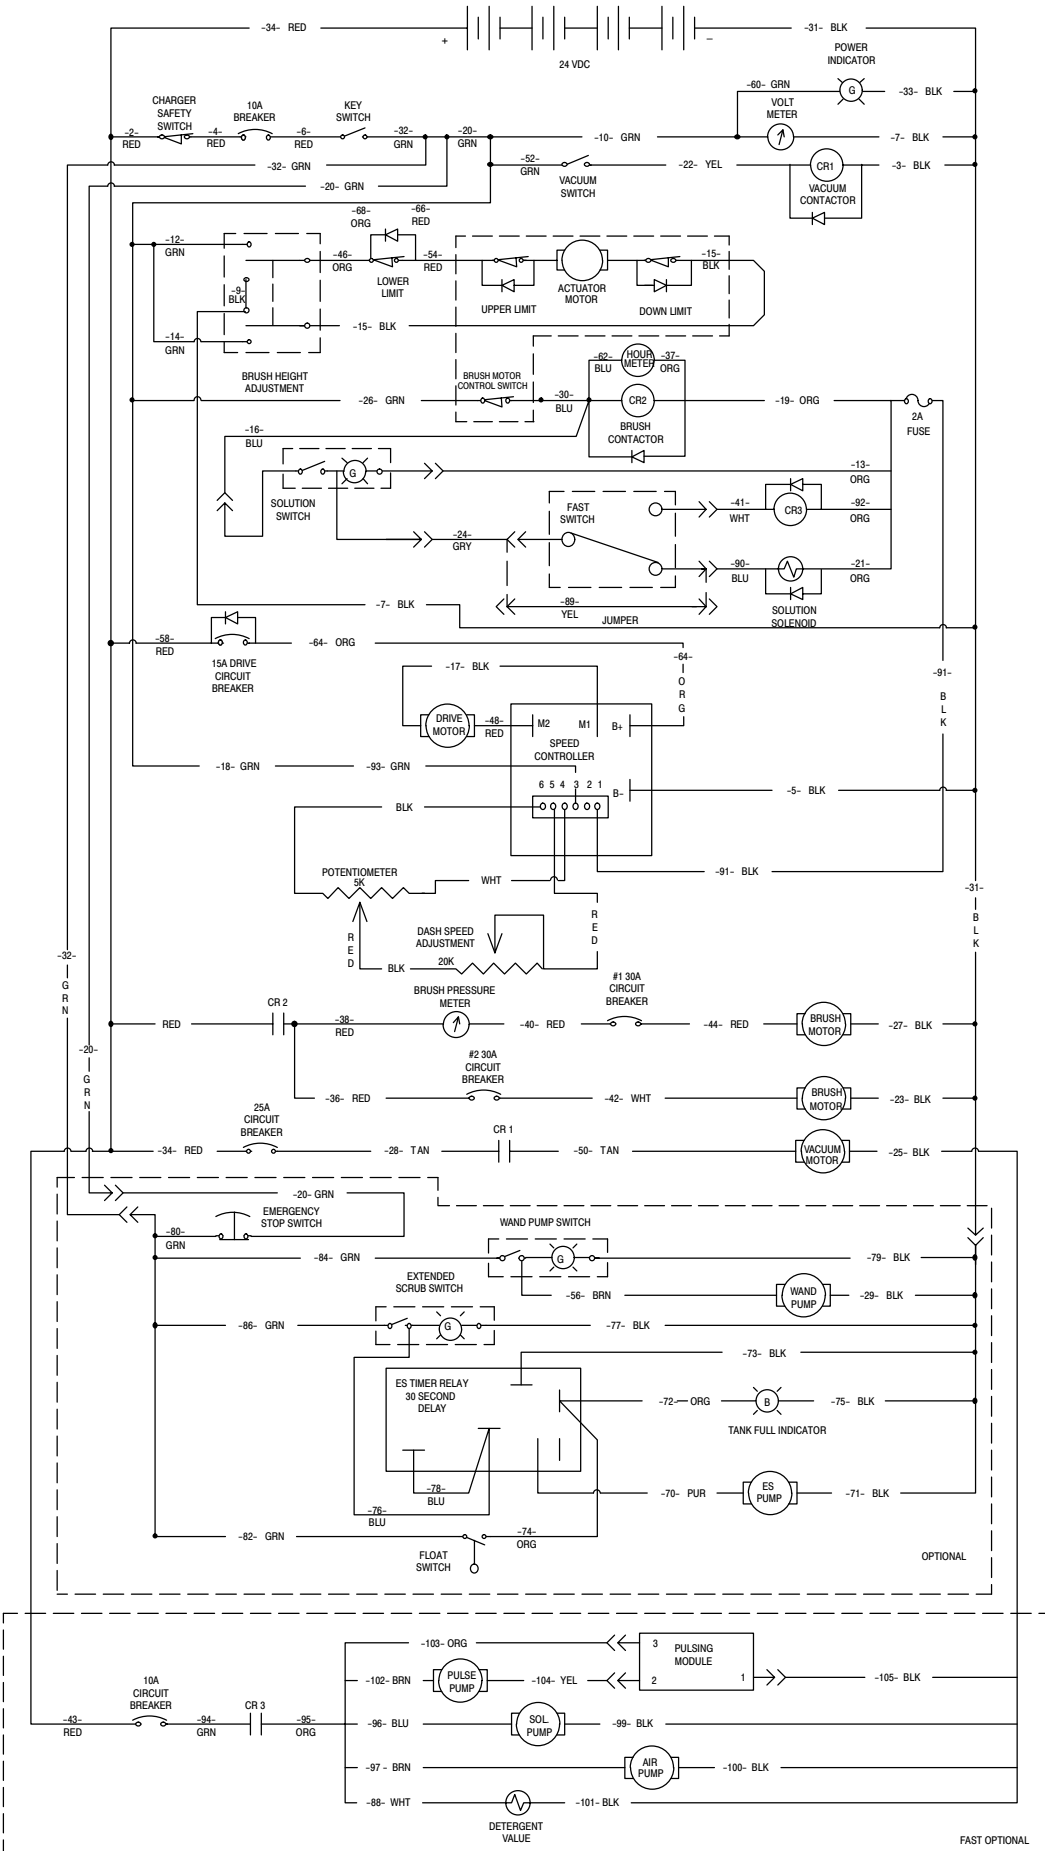 -34- RED
+
-
24 VDC
-31- BLK
POWER
INDICATOR
-60- GRN
G
-33- BLK
VOLT
METER
CHARGER
SAFETY
SWITCH
10A
BREAKER
KEY
SWITCH
-2-
RED
-4-
RED
-6-
RED
-32-
GRN
-20-
GRN
-10- GRN
-7- BLK
-32- GRN
-20- GRN
-52-
GRN
VACUUM
SWITCH
-22- YEL
CR1
-3- BLK
VACUUM
CONTACTOR
-68-
ORG
-66-
RED
-12-
GRN
-46-
ORG
-54-
RED
LOWER
LIMIT
UPPER LIMIT
ACTUATOR
MOTOR
DOWN LIMIT
-15-
BLK
-9-
BLK
-15- BLK
-14-
GRN
BRUSH HEIGHT
ADJUSTMENT
BRUSH MOTOR
CONTROL SWITCH
-62-
BLU
HOUR
METER
-37-
ORG
-26- GRN
-30-
BLU
CR2
BRUSH
CONTACTOR
-19- ORG
2A
FUSE
-16-
BLU
G
SOLUTION
SWITCH
-13-
ORG
FAST
SWITCH
-41-
WHT
CR3
-92-
ORG
-24-
GRY
-90-
BLU
-21-
ORG
-89-
YEL
JUMPER
SOLUTION
SOLENOID
-7- BLK
-58-
RED
15A DRIVE
CIRCUIT
BREAKER
-64- ORG
-64-
O
R
G
-91-
B
L
K
-17- BLK
DRIVE
MOTOR
-48-
RED
M2
M1
B+
SPEED
CONTROLLER
-18- GRN
-93- GRN
6 5 4 3 2 1
B-
-5- BLK
BLK
-91- BLK
POTENTIOMETER
5K
WHT
R
E
D
DASH SPEED
ADJUSTMENT
20K
BLK
R
E
D
-31-
B
L
K
-32-
G
R
N
-20-
G
R
N
RED
CR 2
-38-
RED
BRUSH PRESSURE
METER
-40- RED
#1 30A
CIRCUIT
BREAKER
-44- RED
BRUSH
MOTOR
-27- BLK
-36- RED
#2 30A
CIRCUIT
BREAKER
-42- WHT
BRUSH
MOTOR
-23- BLK
-34- RED
25A
CIRCUIT
BREAKER
-28- TAN
CR 1
-50- TAN
VACUUM
MOTOR
-25- BLK
-20- GRN
EMERGENCY
STOP SWITCH
-80-
GRN
WAND PUMP SWITCH
-84- GRN
G
-79- BLK
-56- BRN
WAND
PUMP
-29- BLK
EXTENDED
SCRUB SWITCH
-86- GRN
G
-77- BLK
-73- BLK
ES TIMER RELAY
30 SECOND
DELAY
-72- ORG
B
-75- BLK
TANK FULL INDICATOR
-78-
BLU
-76-
BLU
-70- PUR
ES
PUMP
-71- BLK
-82- GRN
FLOAT
SWITCH
-74-
ORG
OPTIONAL
-103- ORG
3
PULSING
MODULE
-102- BRN
PULSE
PUMP
-104- YEL
2
1
-105- BLK
-43-
RED
10A
CIRCUIT
BREAKER
-94-
GRN
CR 3
-95-
ORG
-96- BLU
SOL
PUMP
-99- BLK
-97 - BRN
AIR
PUMP
-100- BLK
-88- WHT
-101- BLK
DETERGENT
VALUE
FAST OPTIONAL